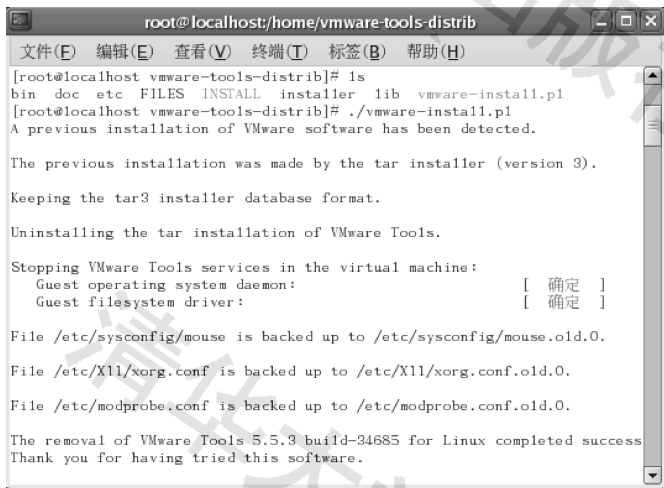 root@localhost:/home/vmware-tools-distrib
文件(F) 编辑(E) 查看(V) 终端(T) 标签(B) 帮助(H)
[root@localhost vmware-tools-distrib]# ls
bin doc etc FILES INSTALL installer lib vmware-install.pl
[root@localhost vmware-tools-distrib]# ./vmware-install.pl
A previous installation of VMware software has been detected.
The previous installation was made by the tar installer (version 3).
Keeping the tar3 installer database format.
Uninstalling the tar installation of VMware Tools.
Stopping VMware Tools services in the virtual machine:
Guest operating system daemon: [ 确定 ]
Guest filesystem driver: [ 确定 ]
File /etc/sysconfig/mouse is backed up to /etc/sysconfig/mouse.old.0.
File /etc/X11/xorg.conf is backed up to /etc/X11/xorg.conf.old.0.
File /etc/modprobe.conf is backed up to /etc/modprobe.conf.old.0.
The removal of VMware Tools 5.5.3 build-34685 for Linux completed success
Thank you for having tried this software.
清华大